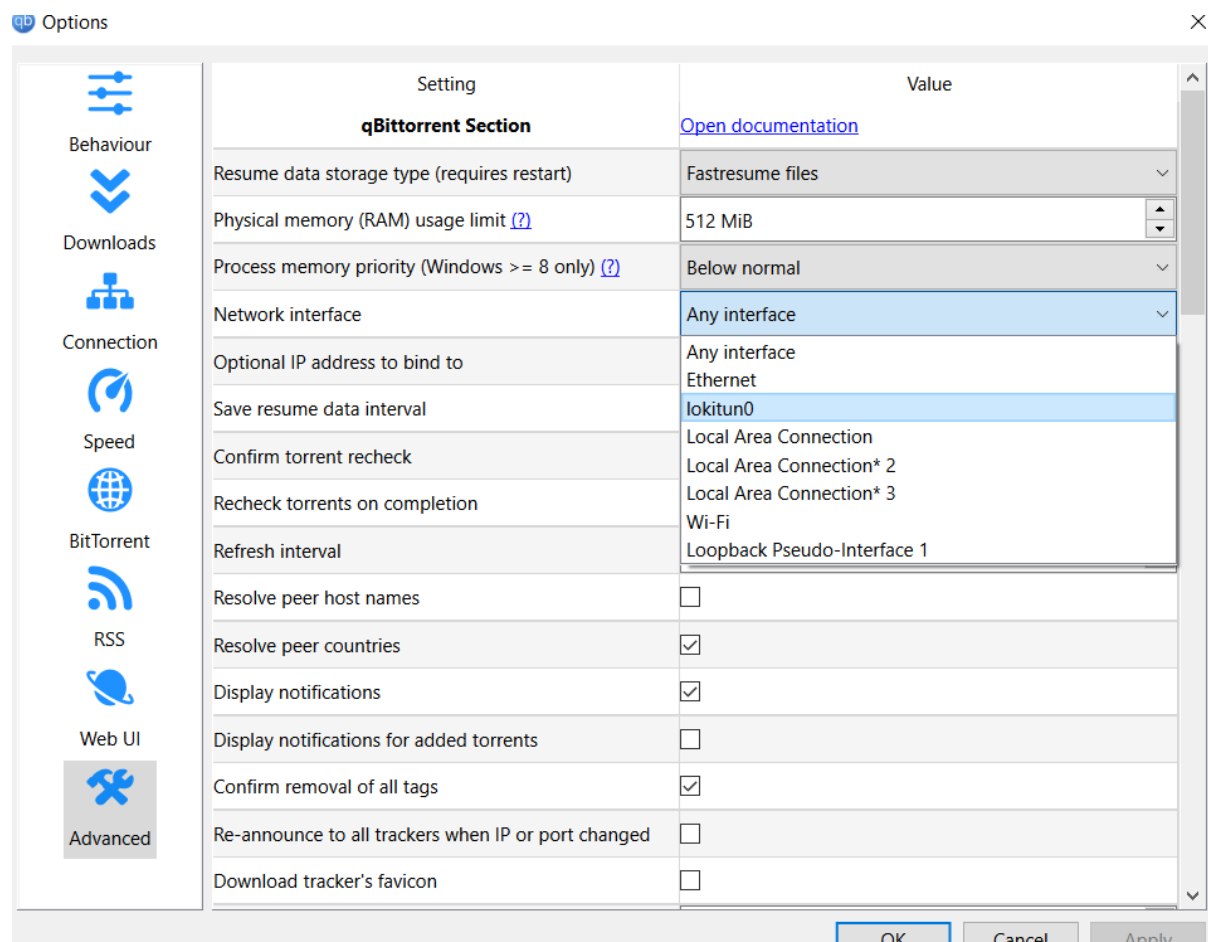 qb Options
Behaviour
Downloads
Connection
Speed
BitTorrent
RSS
Web UI
Advanced
Setting Value
qBittorrent Section Open documentation
Resume data storage type (requires restart) Fastresume files
Physical memory (RAM) usage limit (?) 512 MiB
Process memory priority (Windows >= 8 only) (?) Below normal
Network interface Any interface
Optional IP address to bind to
Save resume data interval
Confirm torrent recheck
Recheck torrents on completion
Refresh interval
Any interface
Ethernet
lokitun0
Local Area Connection
Local Area Connection* 2
Local Area Connection* 3
Wi-Fi
Loopback Pseudo-Interface 1
Resolve peer host names
Resolve peer countries
Display notifications
Display notifications for added torrents
Confirm removal of all tags
Re-announce to all trackers when IP or port changed
Download tracker's favicon
OK Cancel Apply